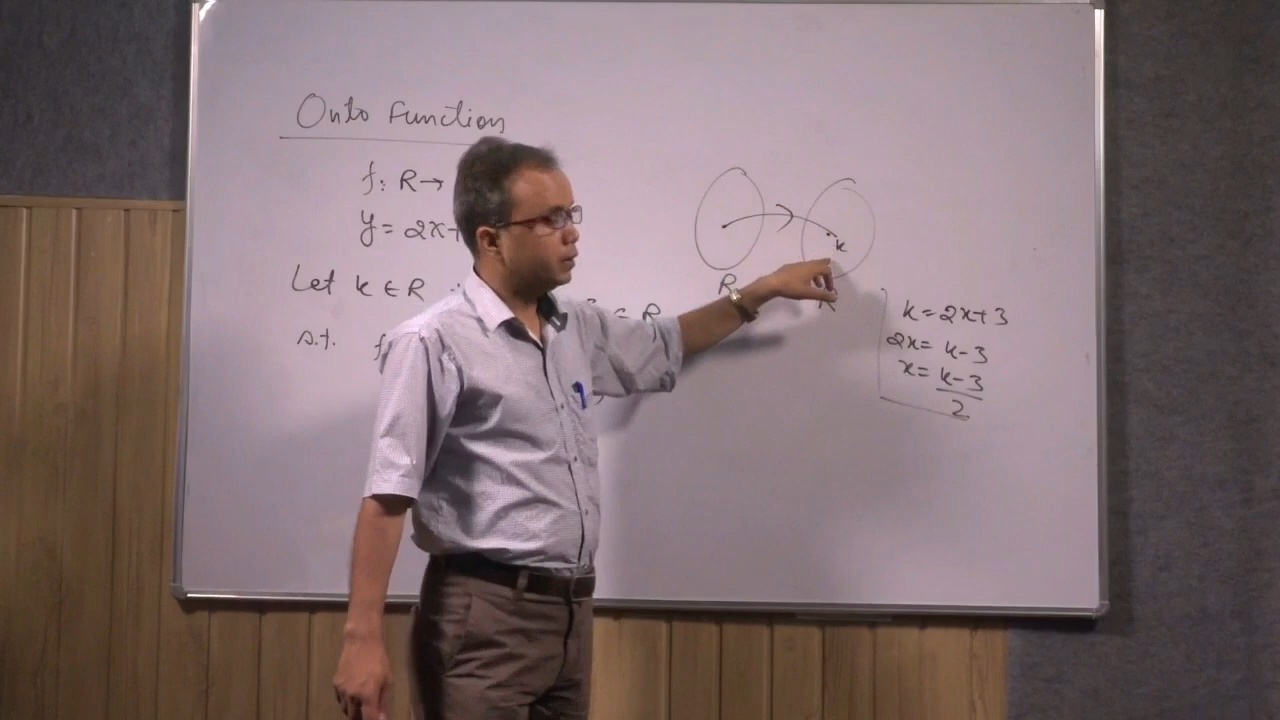 Onto Function
f: R→
y = 2x+
Let k ∈ R
s.t. f
∈ R
R
k
R
k = 2x+3
2x = k-3
x = k-3
2